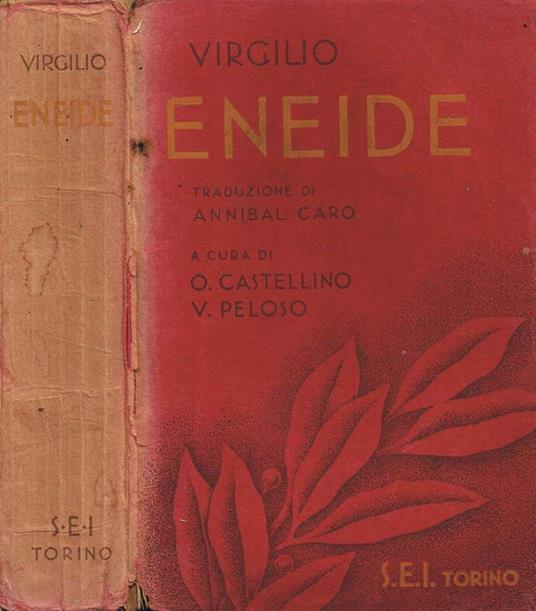 VIRGILIO
ENEIDE
S·E·I
TORINO
VIRGILIO
ENEIDE
TRADUZIONE DI
ANNIBAL CARO
A CURA DI
O. CASTELLINO
V. PELOSO
S.E.I. TORINO